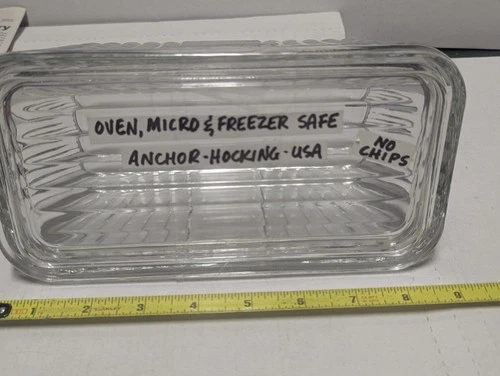 OVEN, MICRO & FREEZER SAFE
ANCHOR-HOCKING-USA
NO
CHIPS
1 2 3 4 5 6 7 8 9